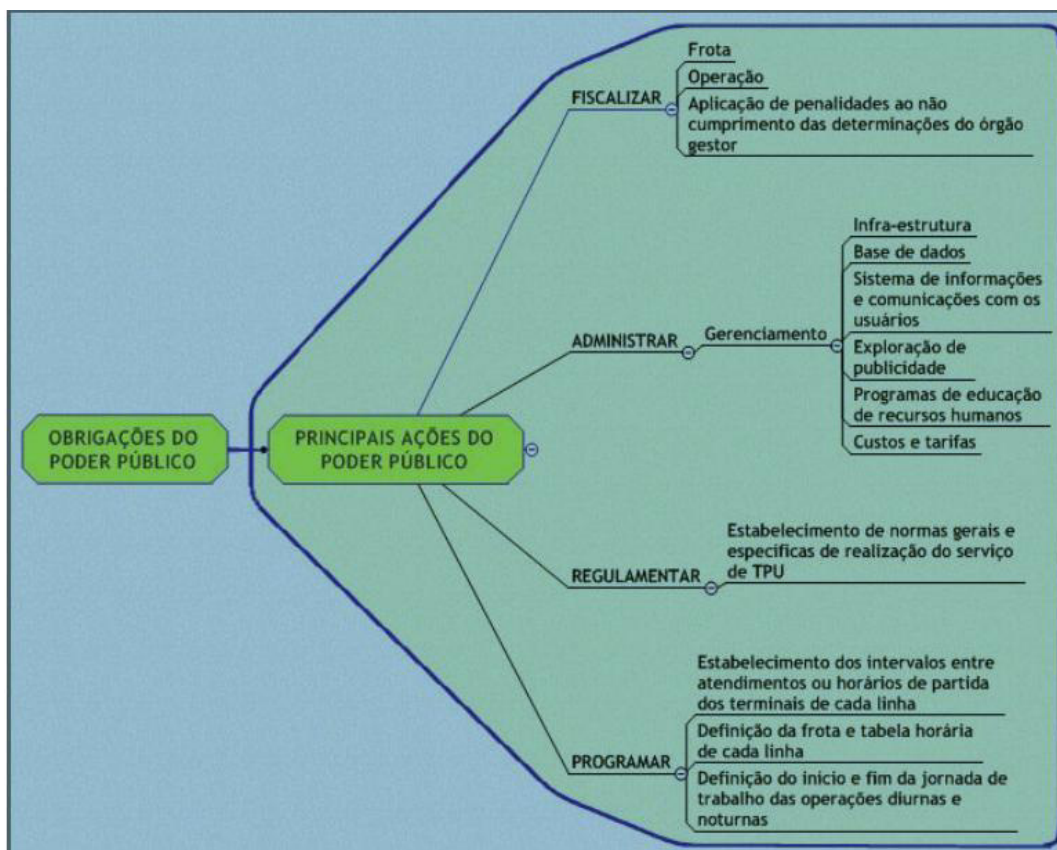 Frota
Operação
FISCALIZAR
Aplicação de penalidades ao não
cumprimento das determinações do órgão
gestor
Infra-estrutura
Base de dados
Sistema de informações
e comunicações com os
usuários
ADMINISTRAR
Gerenciamento
Exploração de
publicidade
Programas de educação
de recursos humanos
Custos e tarifas
OBRIGAÇÕES DO
PODER PÚBLICO
PRINCIPAIS AÇÕES DO
PODER PÚBLICO
Estabelecimento de normas gerais e
especificas de realização do serviço
de TPU
REGULAMENTAR
Estabelecimento dos intervalos entre
atendimentos ou horários de partida
dos terminais de cada linha
Definição da frota e tabela horária
de cada linha
PROGRAMAR
Definição do inicio e fim da jornada de
trabalho das operações diurnas e
noturnas